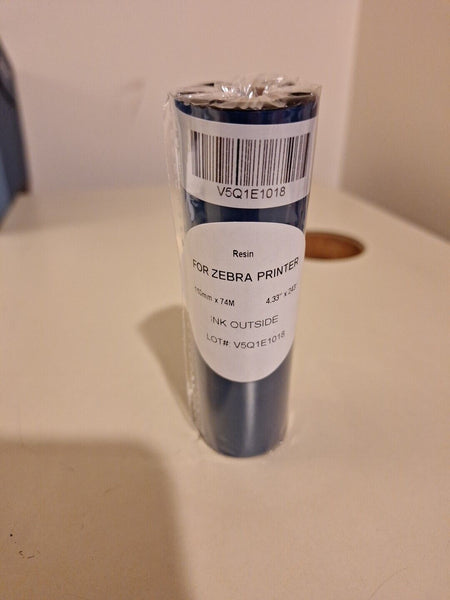 V5Q1E1018
Resin
FOR ZEBRA PRINTER
110mm x 74M 4.33" x 243'
INK OUTSIDE
LOT# V5Q1E1018